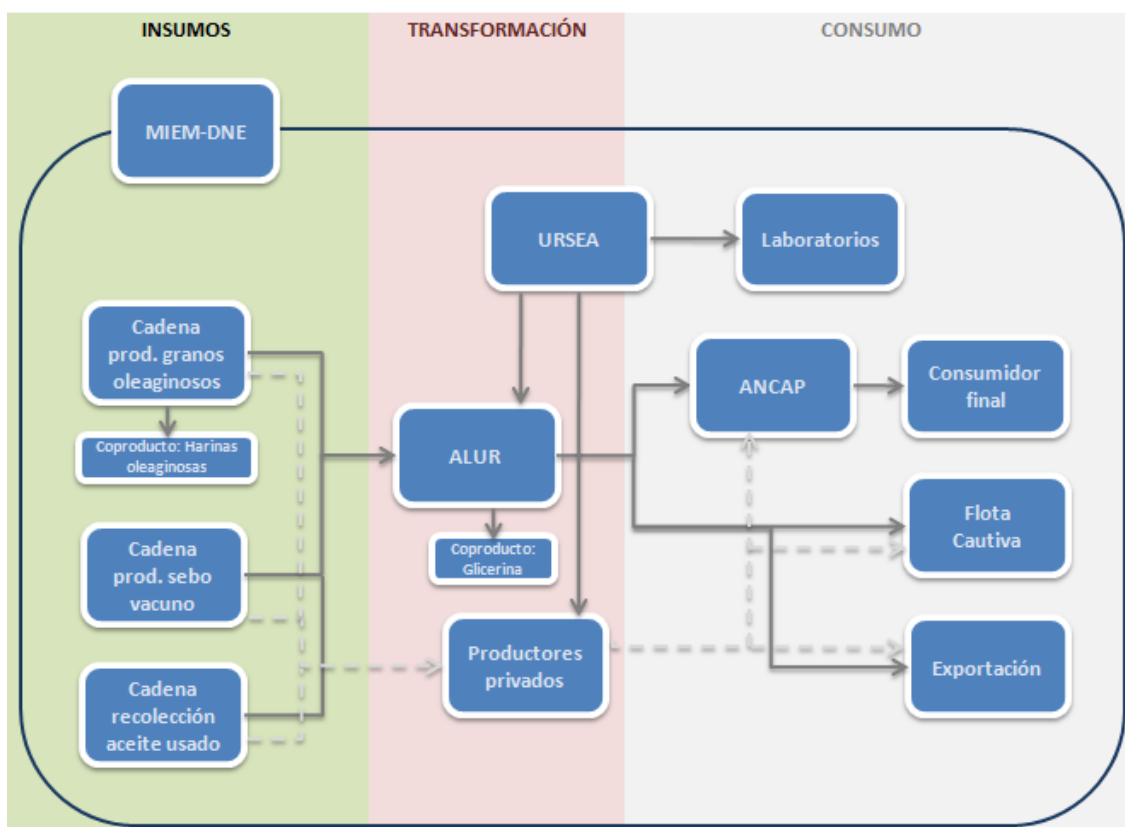 INSUMOS
TRANSFORMACIÓN
CONSUMO
MIEM-DNE
URSEA
Laboratorios
Cadena
prod. granos
oleaginosos
Coproducto: Harinas
oleaginosas
ALUR
Coproducto:
Glicerina
ANCAP
Consumidor
final
Flota
Cautiva
Cadena
prod. sebo
vacuno
Productores
privados
Exportación
Cadena
recolección
aceite usado